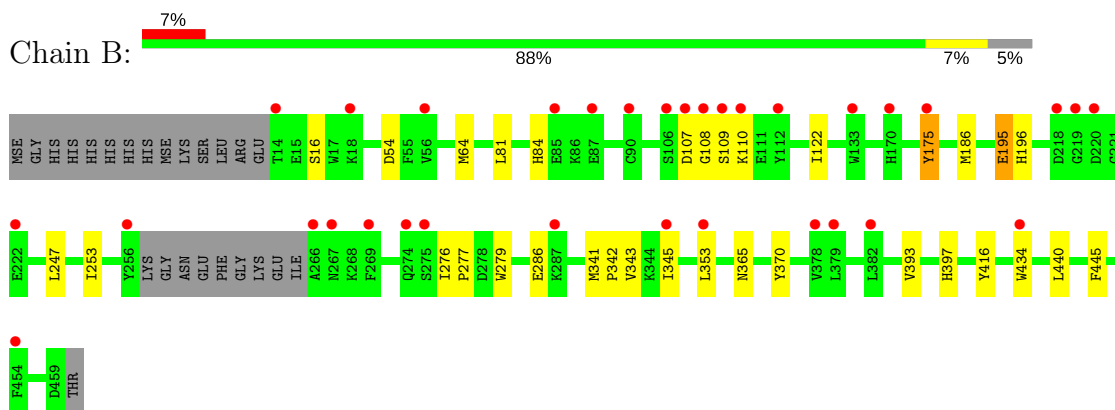 7%
Chain B:
88% 7% 5%
MSE GLY HIS HIS HIS HIS HIS HIS MSE LYS SER LEU ARG GLU T14 E15 S16 W17 K18 D54 F55 V56 M64 L81 H84 E85 K86 E87 C90 S106 D107 G108 S109 K110 E111 Y112 I122 W133 H170 Y175 M186 E195 H196 D218 G219 D220 G221
E222 L247 I253 Y256 LYS GLY ASN GLU PHE GLY LYS GLU ILE A266 N267 K268 F269 Q274 S275 I276 P277 D278 W279 E286 K287 M341 P342 V343 K344 I345 L353 N365 Y370 V378 L379 L382 V393 H397 Y416 W434 L440 F445
F454 D459 THR